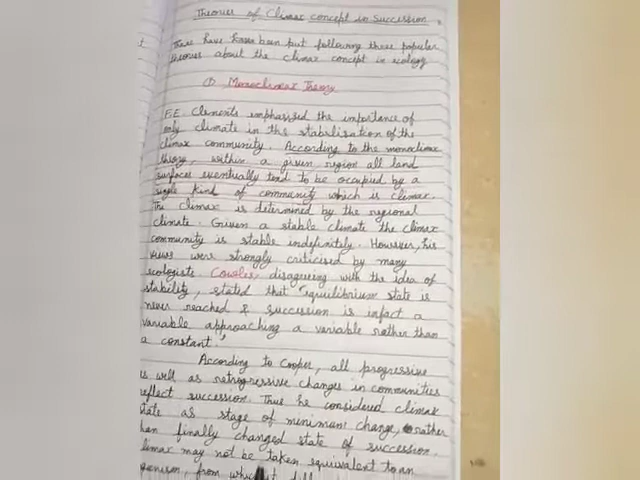 Theories of Climax concept in Succession.
There have been put following three popular
theories about the climax concept in ecology
(1) Monoclimax Theory
F.E. Clements emphasized the importance of
only climate in the stabilisation of the
climax community. According to the monoclimax
theory, within a given region all land
surfaces eventually tend to be occupied by a
single kind of community which is climax.
The climax is determined by the regional
climate. Given a stable climate the climax
community is stable indefinitely. However, his
views were strongly criticised by many
ecologists. Cowles, disagreeing with the idea of
stability, stated that "equilibrium state is
never reached & succession is infact a
variable approaching a variable rather than
a constant."
According to Cooper, all progressive
as well as retrogressive changes in communities
reflect succession. Thus he considered climax
state as stage of minimum change, rather
than finally changed state of succession.
climax may not be taken equivalent to an
organism, from